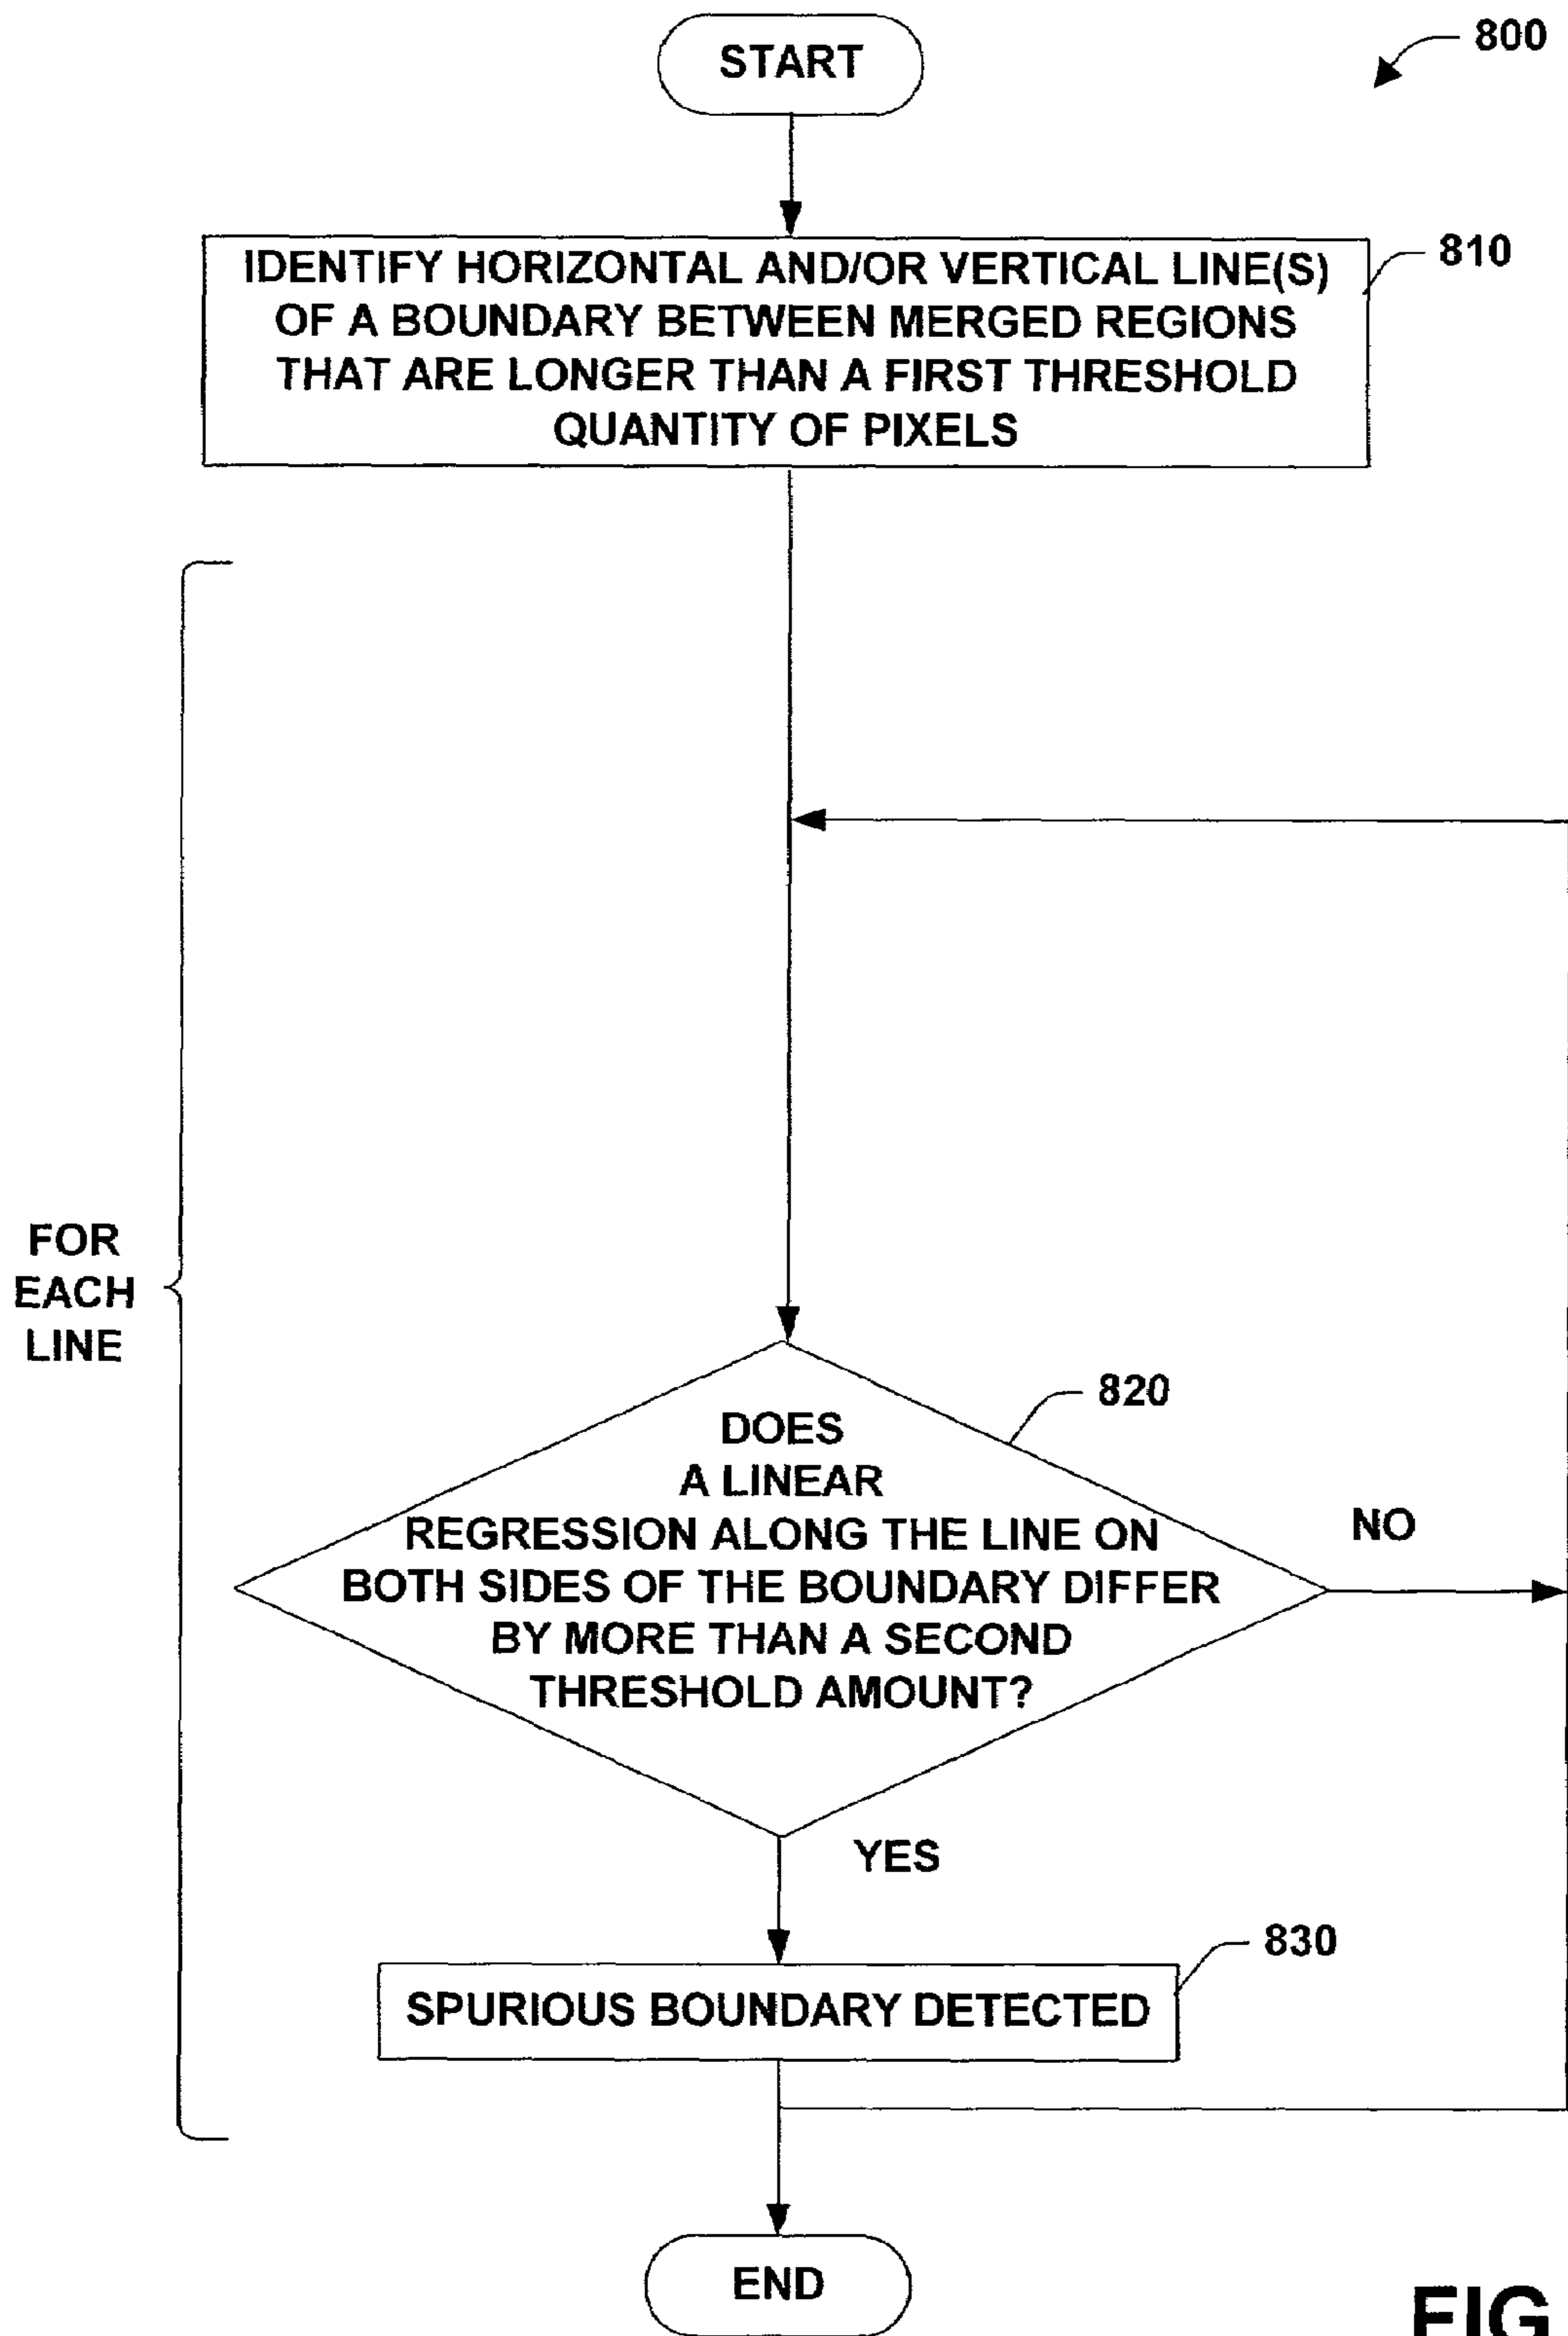 START
800
IDENTIFY HORIZONTAL AND/OR VERTICAL LINE(S)
OF A BOUNDARY BETWEEN MERGED REGIONS
THAT ARE LONGER THAN A FIRST THRESHOLD
QUANTITY OF PIXELS
810
FOR
EACH
LINE
820
DOES
A LINEAR
REGRESSION ALONG THE LINE ON
BOTH SIDES OF THE BOUNDARY DIFFER
BY MORE THAN A SECOND
THRESHOLD AMOUNT?
NO
YES
830
SPURIOUS BOUNDARY DETECTED
END
FIG